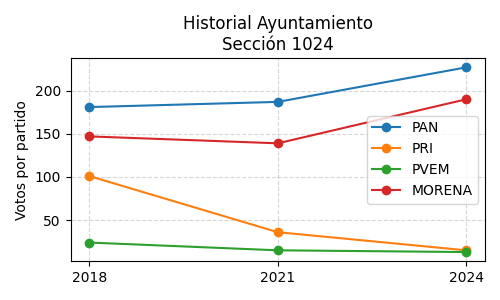 Historial Ayuntamiento
Sección 1024
Votos por partido
200
150
100
50
2018
2021
2024
PAN
PRI
PVEM
MORENA